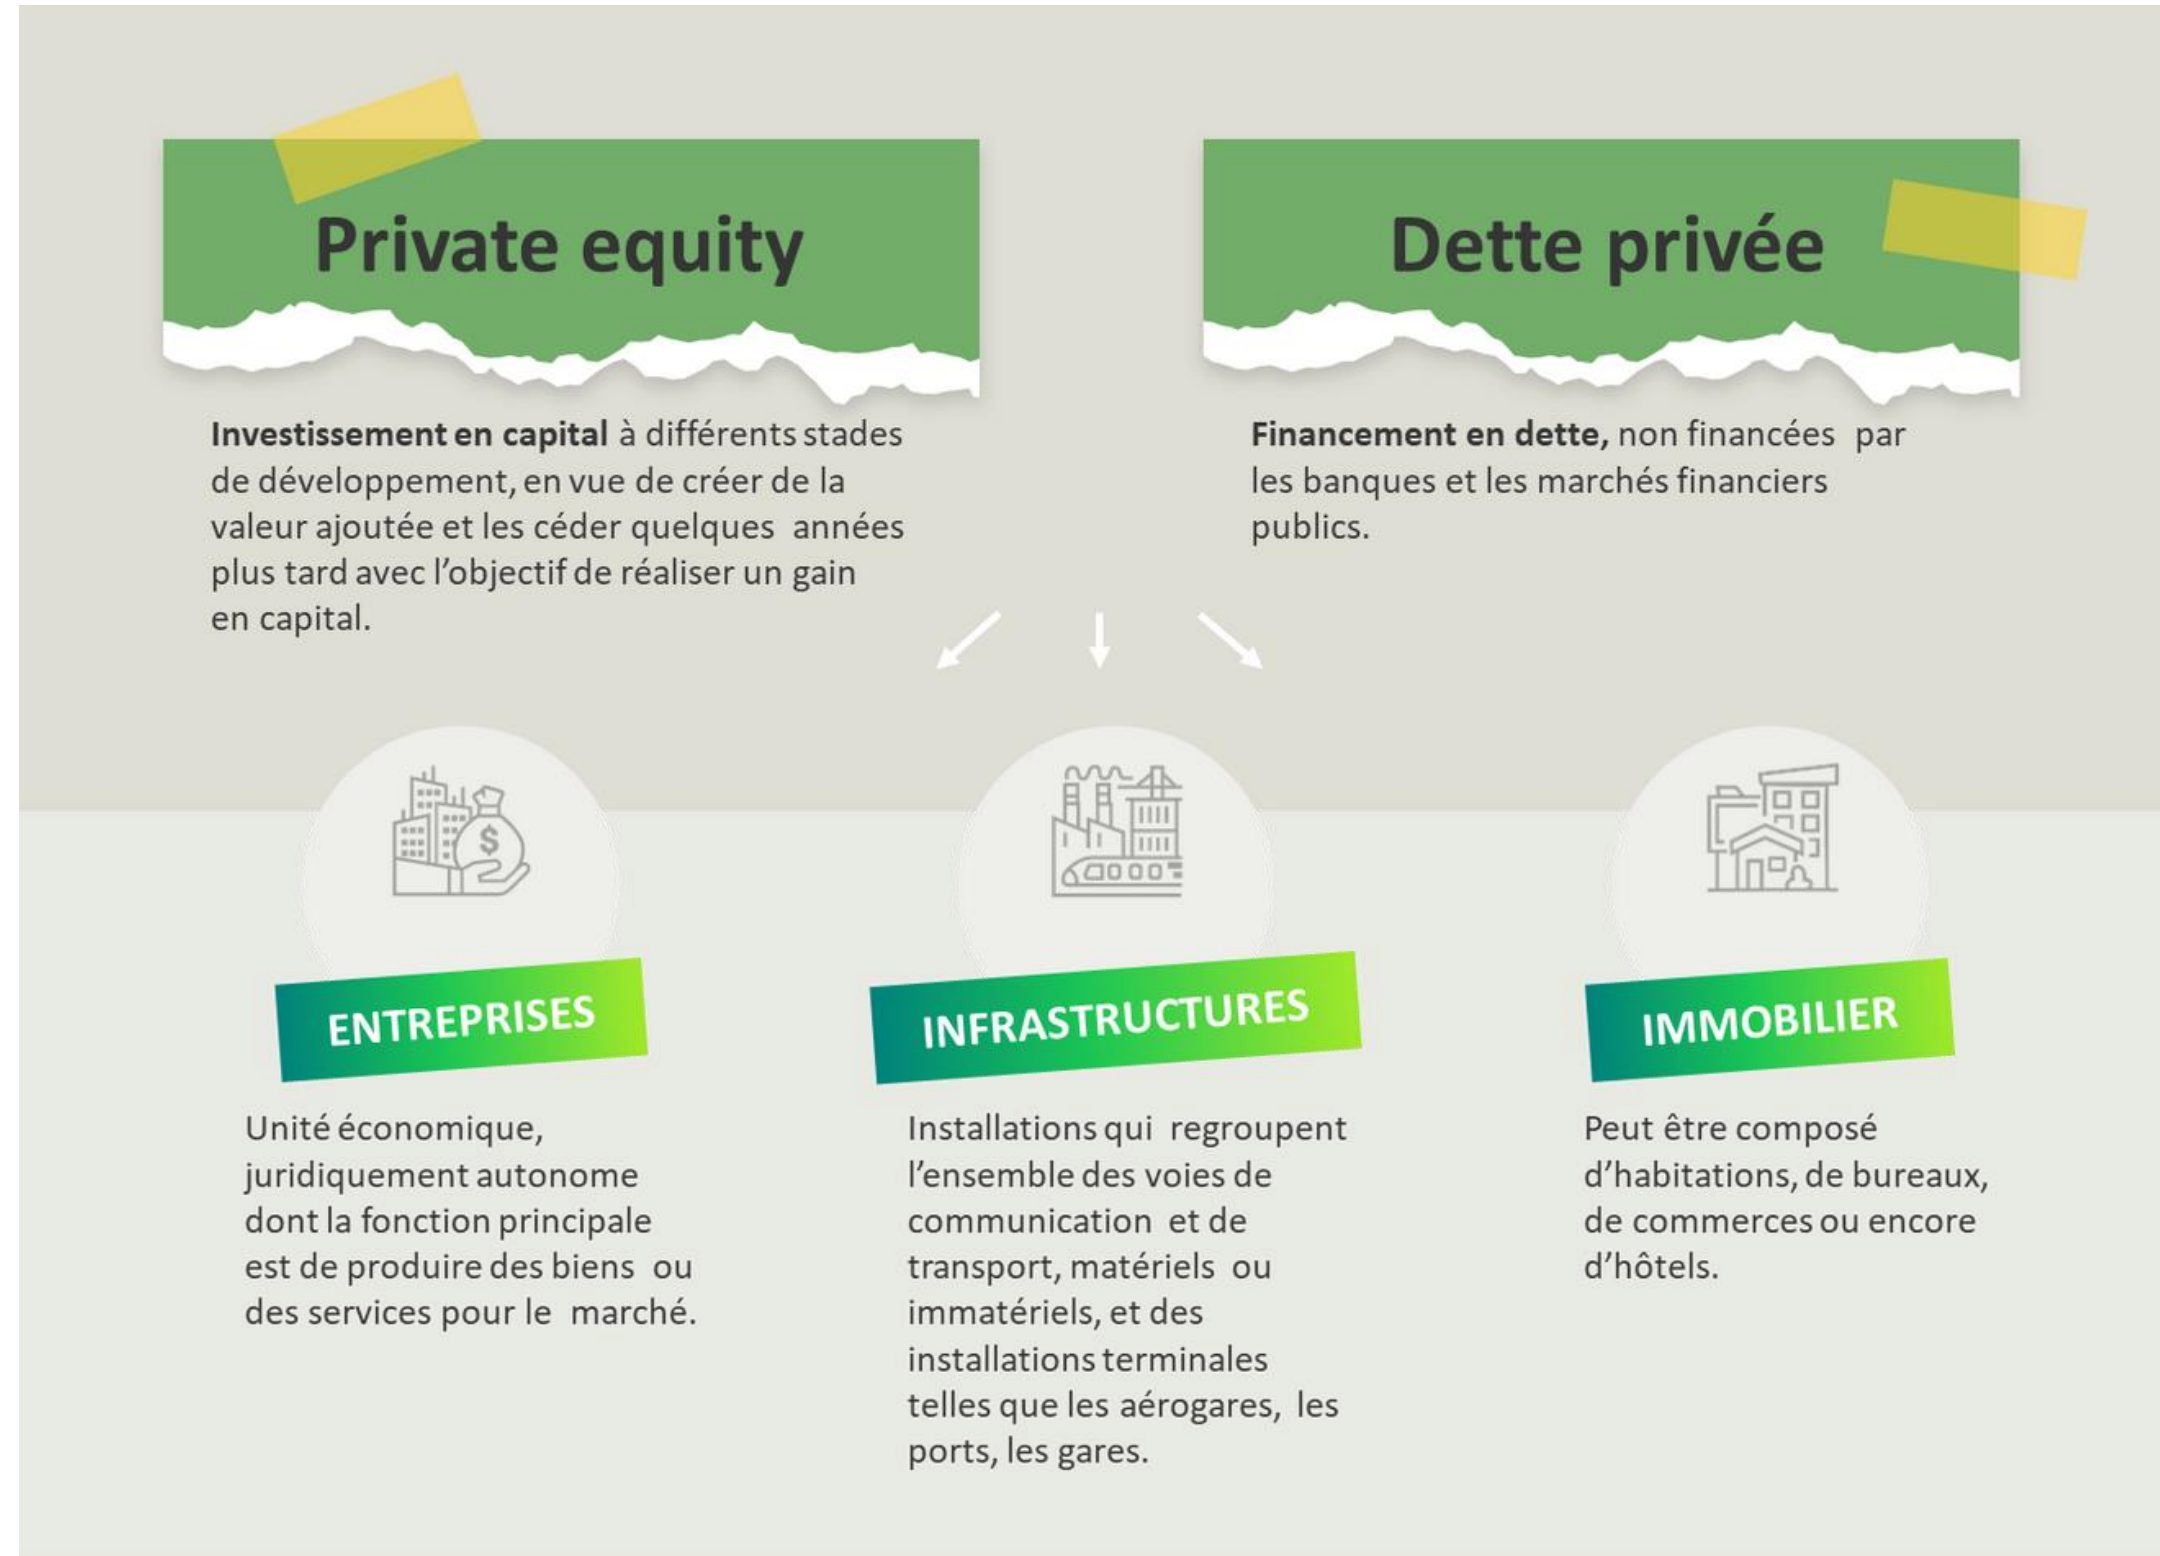 Private equity
Investissement en capital à différents stades
de développement, en vue de créer de la
valeur ajoutée et les céder quelques années
plus tard avec l’objectif de réaliser un gain
en capital.
Dette privée
Financement en dette, non financées par
les banques et les marchés financiers
publics.
$
ENTREPRISES
Unité économique,
juridiquement autonome
dont la fonction principale
est de produire des biens ou
des services pour le marché.
INFRASTRUCTURES
Installations qui regroupent
l’ensemble des voies de
communication et de
transport, matériels ou
immatériels, et des
installations terminales
telles que les aérogares, les
ports, les gares.
IMMOBILIER
Peut être composé
d’habitations, de bureaux,
de commerces ou encore
d’hôtels.